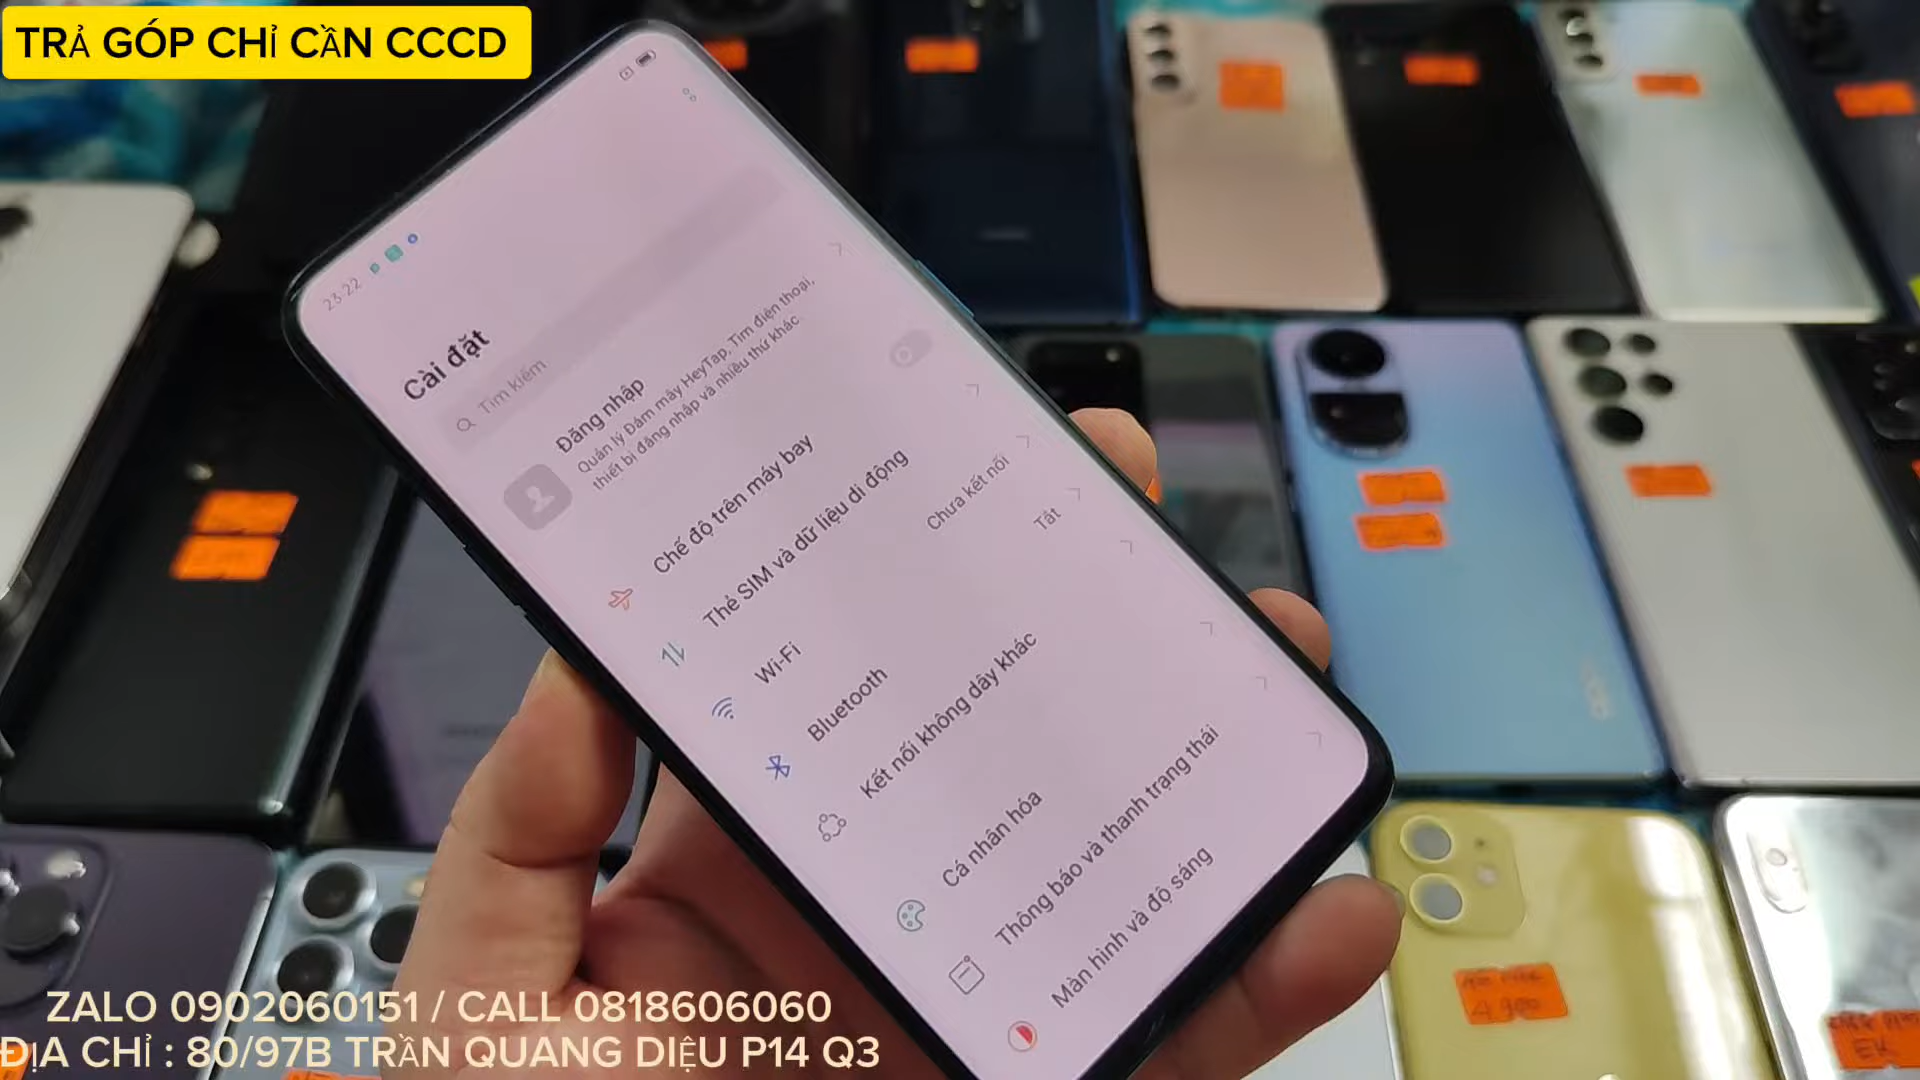 TRẢ GÓP CHỈ CẦN CCCD
23:22
Cài đặt
Tìm kiếm
Đăng nhập
Quản lý Đám mây HeyTap, Tìm điện thoại,
thiết bị đăng nhập và nhiều thứ khác.
Chế độ trên máy bay
Thẻ SIM và dữ liệu di động
Wi-Fi
Chưa kết nối
Bluetooth
Tắt
Kết nối không dây khác
Cá nhân hóa
Thông báo và thanh trạng thái
Màn hình và độ sáng
ZALO 0902060151 / CALL 0818606060
ĐỊA CHỈ : 80/97B TRẦN QUANG DIỆU P14 Q3